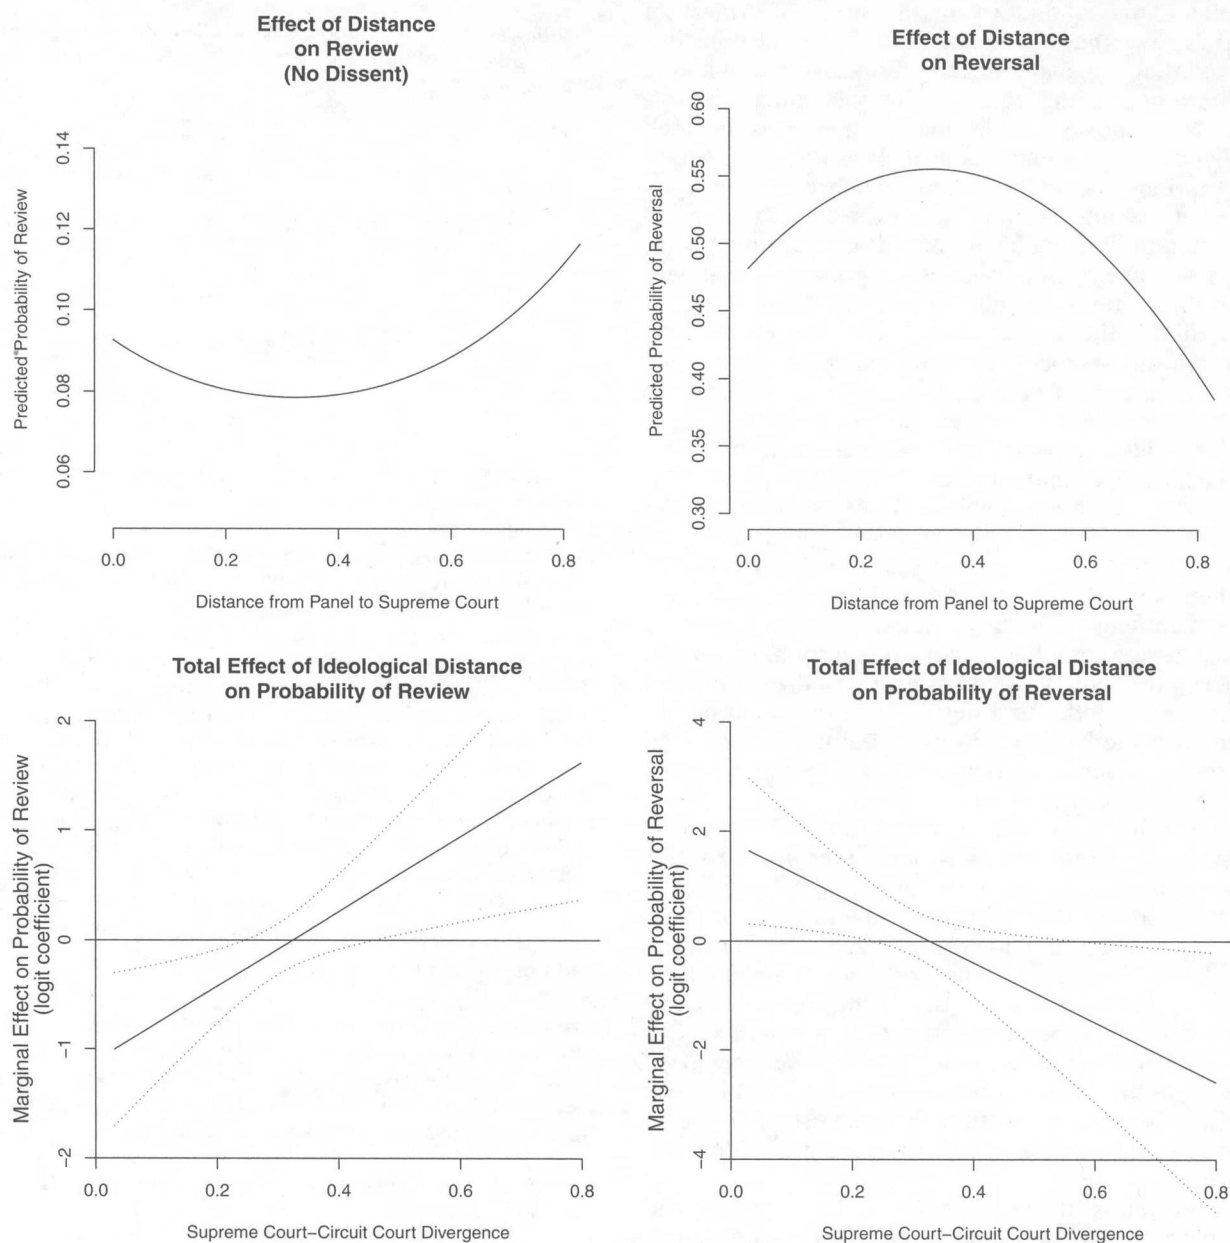 Effect of Distance
on Review
(No Dissent)
Predicted Probability of Review
0.14
0.12
0.10
0.08
0.06
0.0 0.2 0.4 0.6 0.8
Distance from Panel to Supreme Court
Effect of Distance
on Reversal
Predicted Probability of Reversal
0.60
0.55
0.50
0.45
0.40
0.35
0.30
0.0 0.2 0.4 0.6 0.8
Distance from Panel to Supreme Court
Total Effect of Ideological Distance
on Probability of Review
Marginal Effect on Probability of Review
(logit coefficient)
2
1
0
−1
−2
0.0 0.2 0.4 0.6 0.8
Supreme Court−Circuit Court Divergence
Total Effect of Ideological Distance
on Probability of Reversal
Marginal Effect on Probability of Reversal
(logit coefficient)
4
2
0
−2
−4
0.0 0.2 0.4 0.6 0.8
Supreme Court−Circuit Court Divergence